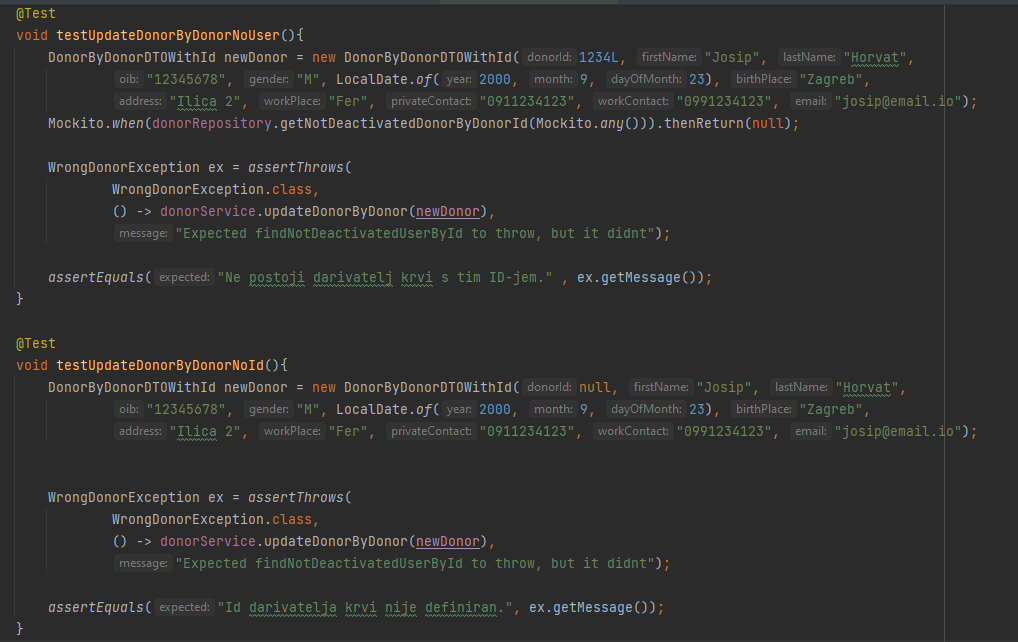 @Test
void testUpdateDonorByDonorNoUser(){
DonorByDonorDTOWithId newDonor = new DonorByDonorDTOWithId( donorId: 1234L, firstName: "Josip", lastName: "Horvat",
oib: "12345678", gender: "M", LocalDate.of( year: 2000, month: 9, dayOfMonth: 23), birthPlace: "Zagreb",
address: "Ilica 2", workPlace: "Fer", privateContact: "0911234123", workContact: "0991234123", email: "josip@email.io");
Mockito.when(donorRepository.getNotDeactivatedDonorByDonorId(Mockito.any())).thenReturn(null);
WrongDonorException ex = assertThrows(
WrongDonorException.class,
() -> donorService.updateDonorByDonor(newDonor),
message: "Expected findNotDeactivatedUserById to throw, but it didnt");
assertEquals( expected: "Ne postoji darivatelj krvi s tim ID-jem." , ex.getMessage());
}
@Test
void testUpdateDonorByDonorNoId(){
DonorByDonorDTOWithId newDonor = new DonorByDonorDTOWithId( donorId: null, firstName: "Josip", lastName: "Horvat",
oib: "12345678", gender: "M", LocalDate.of( year: 2000, month: 9, dayOfMonth: 23), birthPlace: "Zagreb",
address: "Ilica 2", workPlace: "Fer", privateContact: "0911234123", workContact: "0991234123", email: "josip@email.io");
WrongDonorException ex = assertThrows(
WrongDonorException.class,
() -> donorService.updateDonorByDonor(newDonor),
message: "Expected findNotDeactivatedUserById to throw, but it didnt");
assertEquals( expected: "Id darivatelja krvi nije definiran.", ex.getMessage());
}